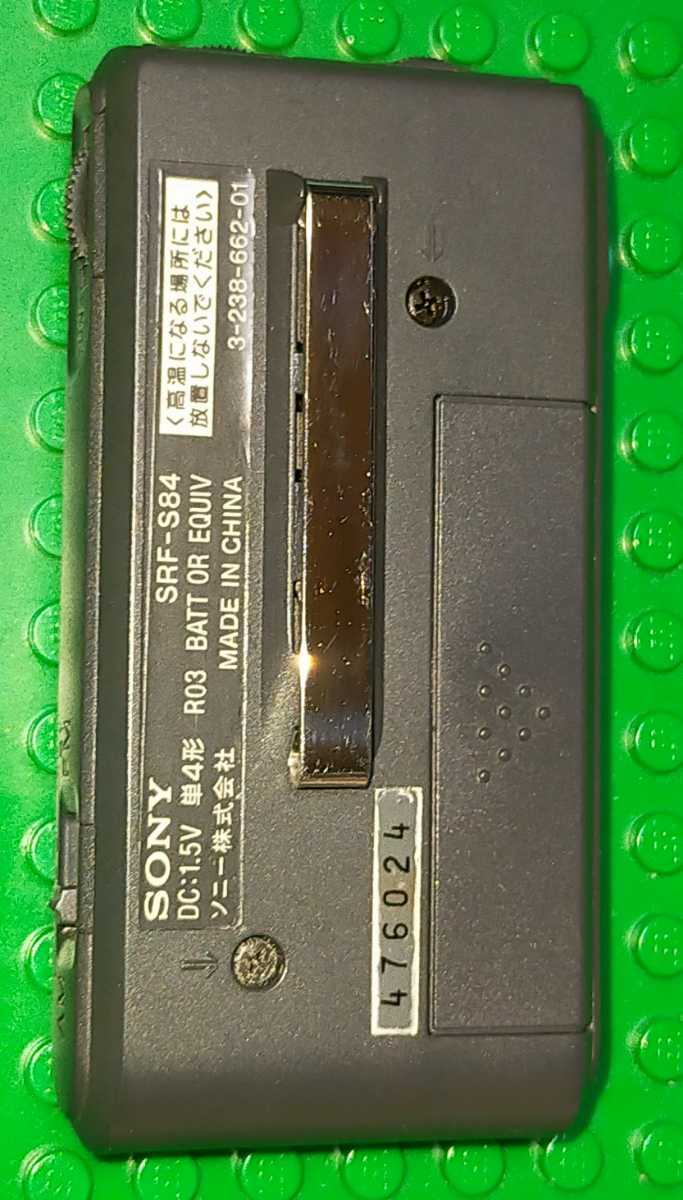 SONY SRF-S84
DC:1.5V 単4形 R03 BATT OR EQUIV
ソニー株式会社 MADE IN CHINA
<高温になる場所には
放置しないでください>
3-238-662-01
476024